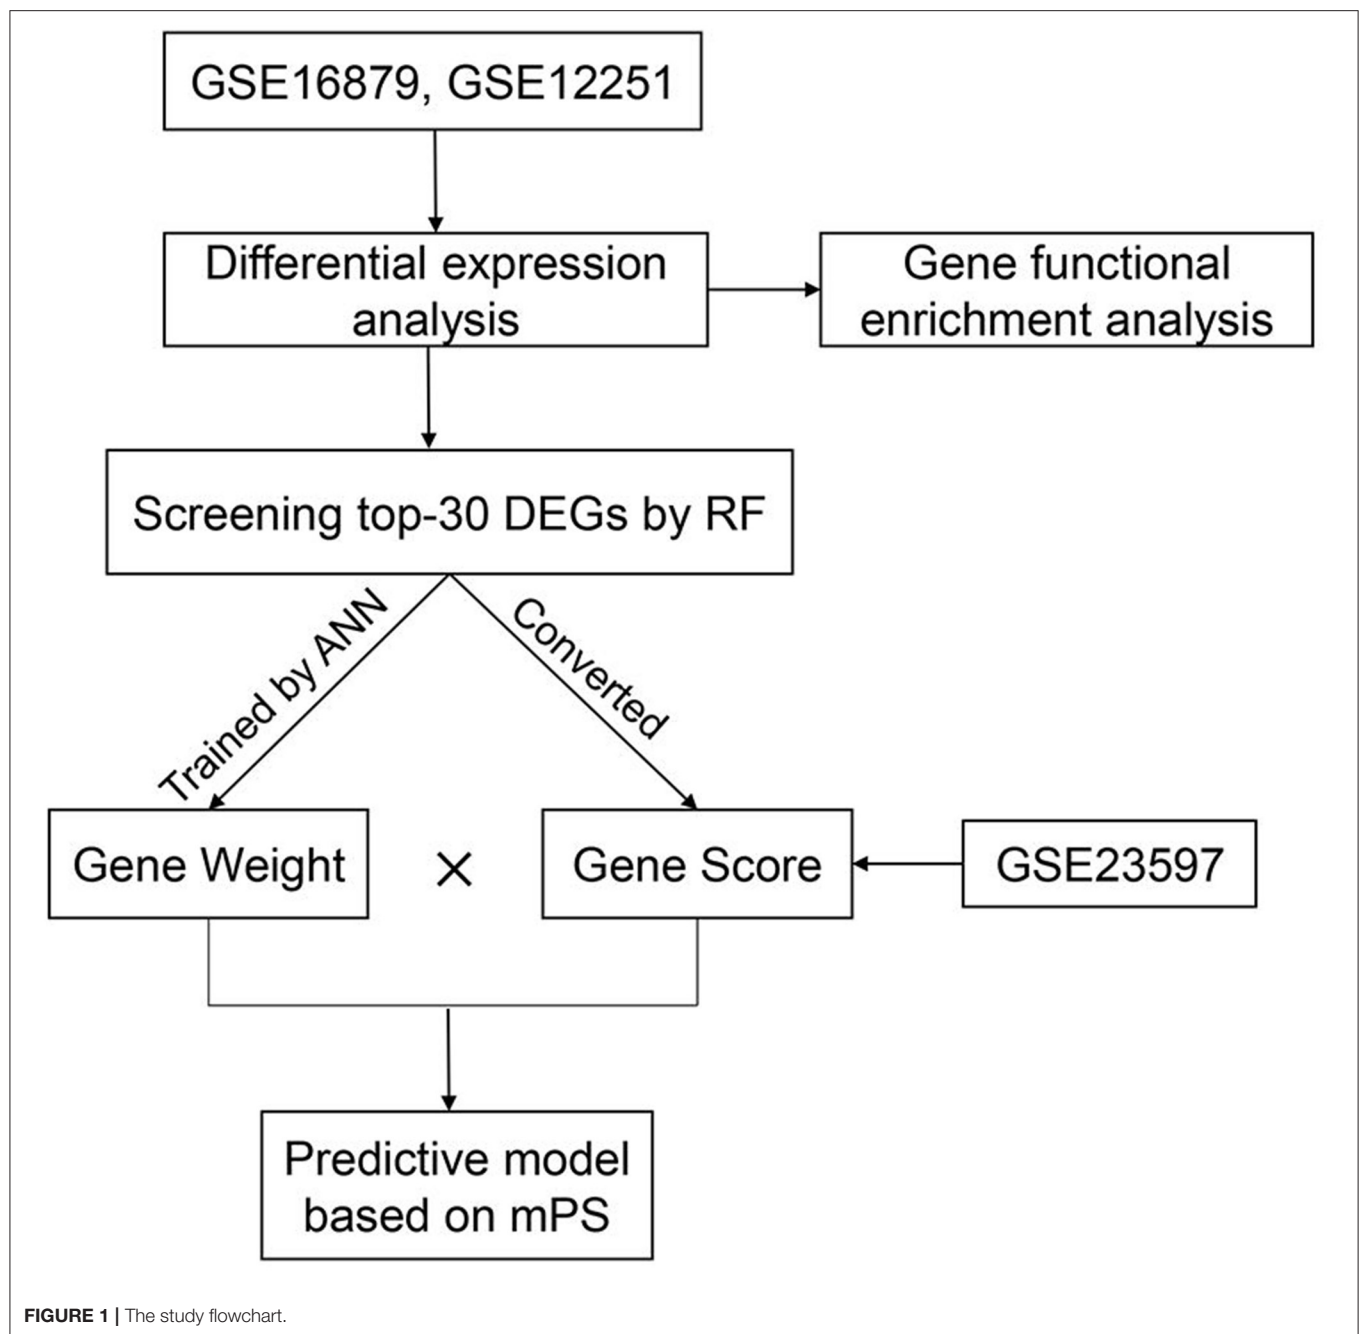 GSE16879, GSE12251
Differential expression
analysis
Gene functional
enrichment analysis
Screening top-30 DEGs by RF
Trained by ANN
Converted
Gene Weight
×
Gene Score
GSE23597
Predictive model
based on mPS
FIGURE 1 | The study flowchart.